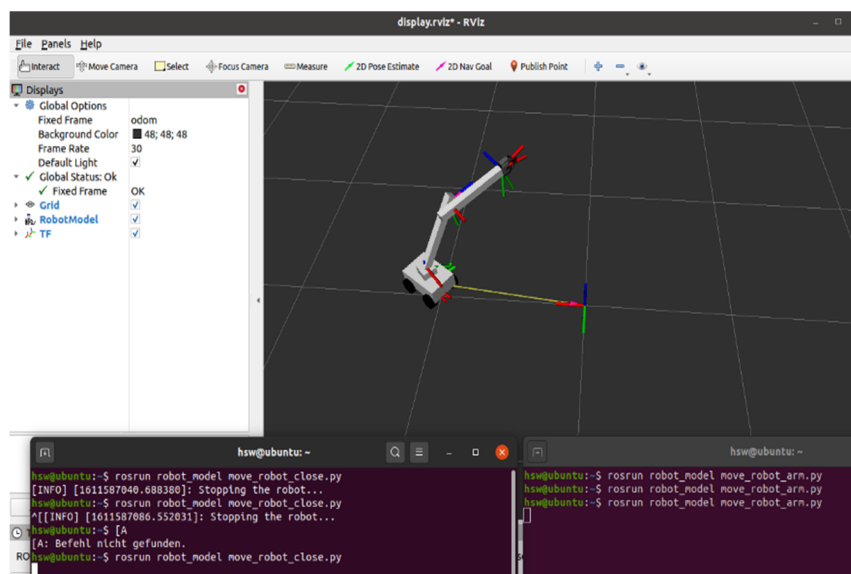 display.rviz* - RViz
File Panels Help
Interact Move Camera Select Focus Camera Measure 2D Pose Estimate 2D Nav Goal Publish Point
Displays
Global Options
Fixed Frame odom
Background Color 48; 48; 48
Frame Rate 30
Default Light
Global Status: Ok
Fixed Frame OK
Grid
RobotModel
TF
hsw@ubuntu: ~
hsw@ubuntu:~$ rosrun robot_model move_robot_close.py
[INFO] [1611587040.688380]: Stopping the robot...
hsw@ubuntu:~$ rosrun robot_model move_robot_close.py
^[[INFO] [1611587086.552031]: Stopping the robot...
hsw@ubuntu:~$ [A
[A: Befehl nicht gefunden.
hsw@ubuntu:~$ rosrun robot_model move_robot_close.py
hsw@ubuntu: ~
hsw@ubuntu:~$ rosrun robot_model move_robot_arm.py
hsw@ubuntu:~$ rosrun robot_model move_robot_arm.py
hsw@ubuntu:~$ rosrun robot_model move_robot_arm.py